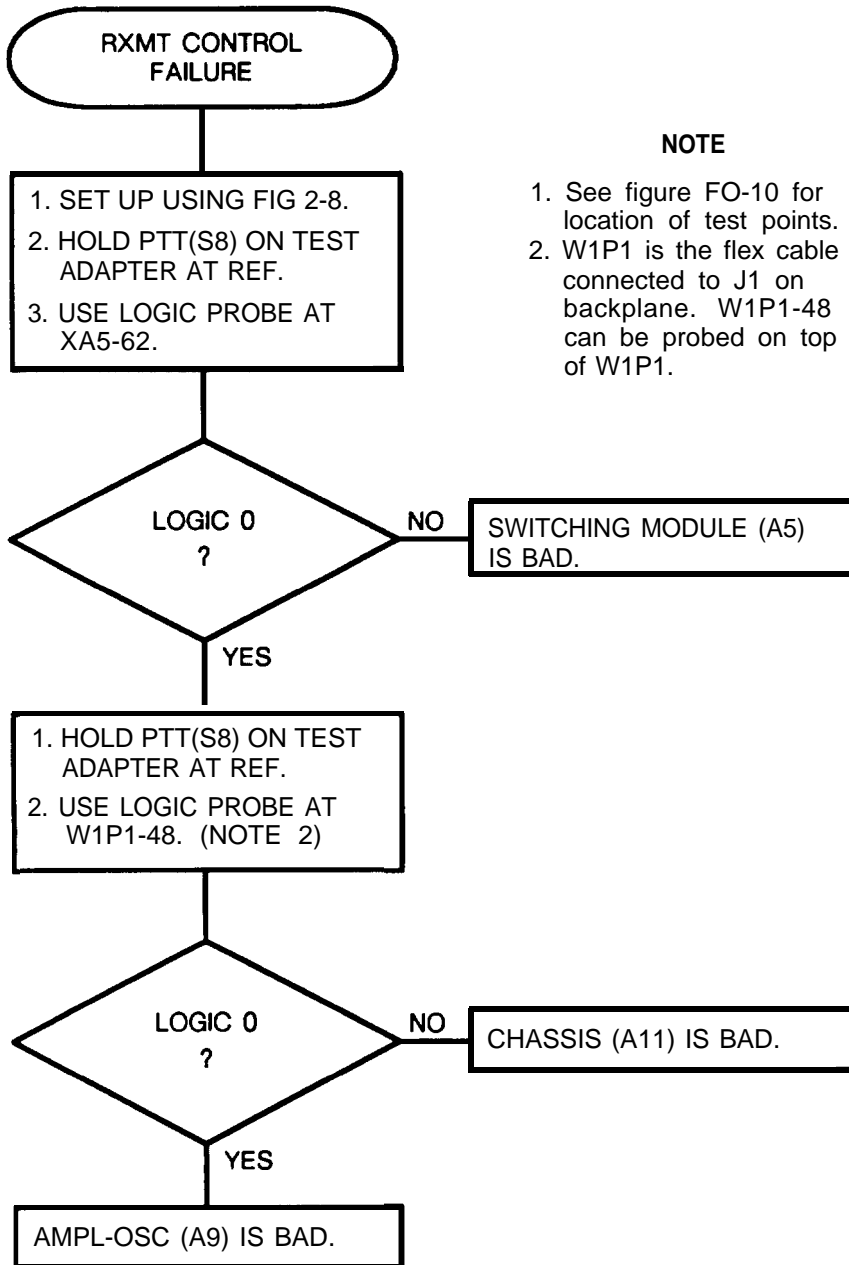 RXMT CONTROL
FAILURE
1. SET UP USING FIG 2-8.
2. HOLD PTT(S8) ON TEST
ADAPTER AT REF.
3. USE LOGIC PROBE AT
XA5-62.
NOTE
1. See figure FO-10 for
location of test points.
2. W1P1 is the flex cable
connected to J1 on
backplane. W1P1-48
can be probed on top
of W1P1.
LOGIC 0
?
NO
SWITCHING MODULE (A5)
IS BAD.
YES
1. HOLD PTT(S8) ON TEST
ADAPTER AT REF.
2. USE LOGIC PROBE AT
W1P1-48. (NOTE 2)
LOGIC 0
?
NO
CHASSIS (A11) IS BAD.
YES
AMPL-OSC (A9) IS BAD.